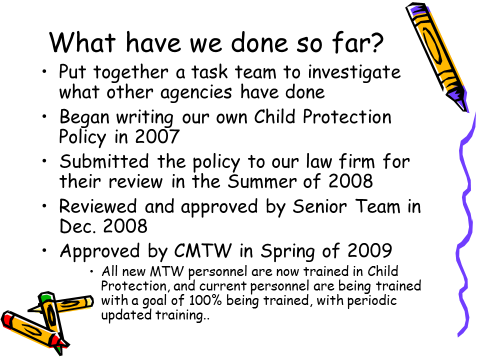 What have we done so far?
• Put together a task team to investigate
what other agencies have done
• Began writing our own Child Protection
Policy in 2007
• Submitted the policy to our law firm for
their review in the Summer of 2008
• Reviewed and approved by Senior Team in
Dec. 2008
• Approved by CMTW in Spring of 2009
• All new MTW personnel are now trained in Child
Protection, and current personnel are being trained
with a goal of 100% being trained, with periodic
updated training..